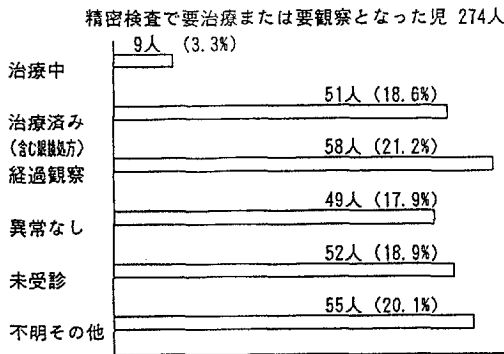 精密検査で要治療または要観察となった児 274人
9人 (3.3%)
治療中
51人 (18.6%)
治療済み
(含む眼鏡処方)
58人 (21.2%)
経過観察
49人 (17.9%)
異常なし
52人 (18.9%)
未受診
55人 (20.1%)
不明その他